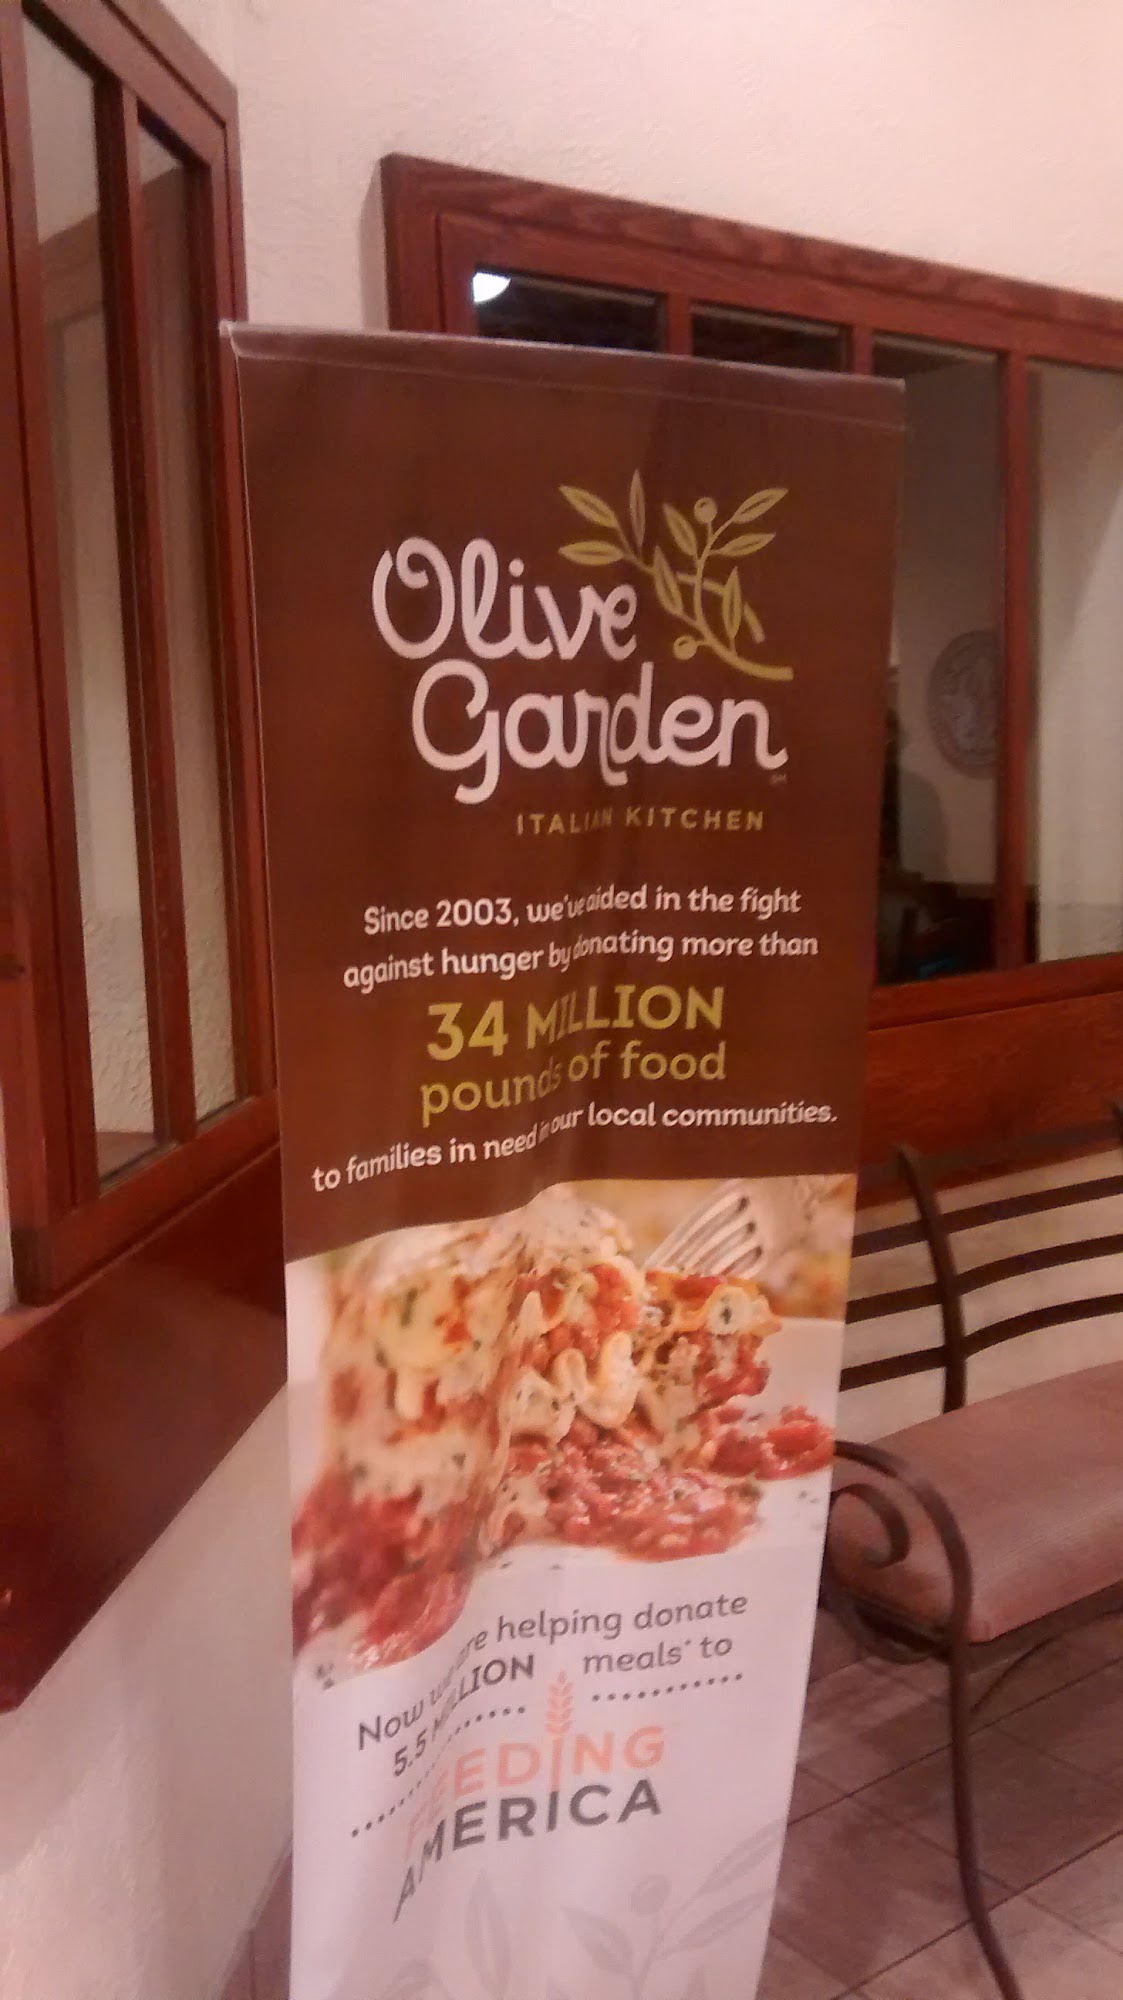 Olive
Garden
SM
ITALIAN KITCHEN
Since 2003, we've aided in the fight
against hunger by donating more than
34 MILLION
pounds of food
to families in need in our local communities.
Now we are helping donate
5.5 MILLION meals* to
FEEDING
AMERICA